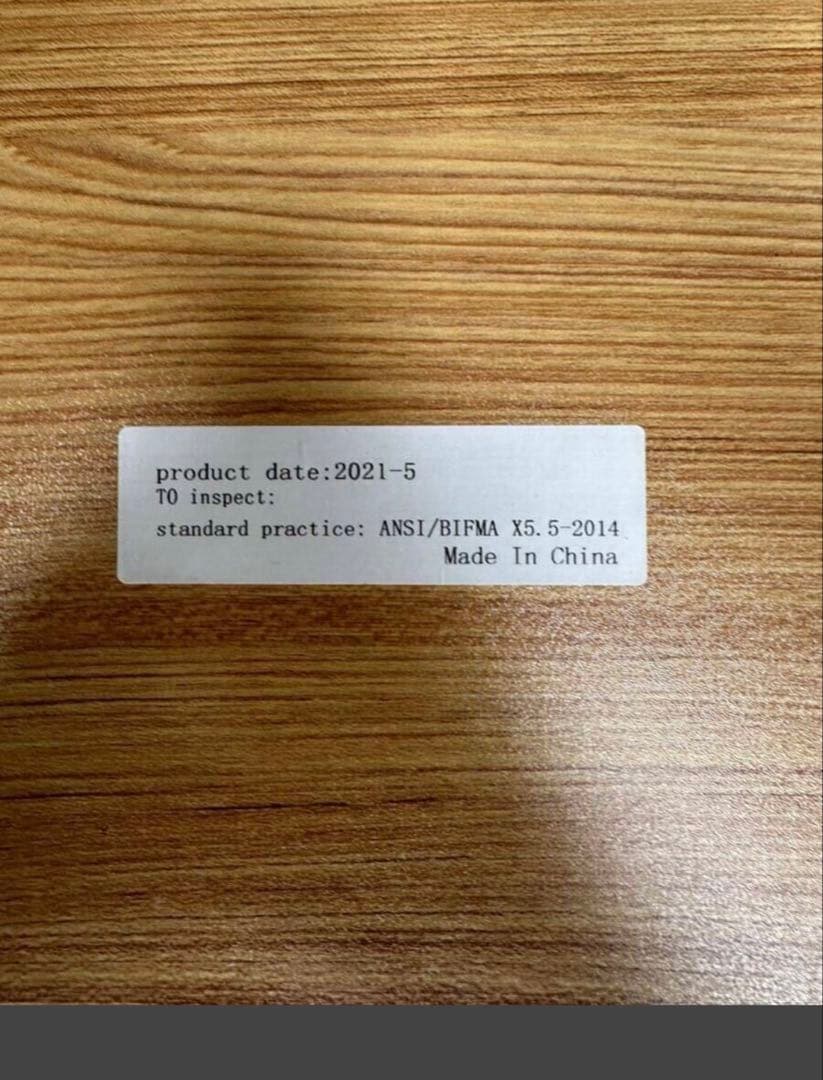 product date:2021-5
TO inspect:
standard practice: ANSI/BIFMA X5.5-2014
Made In China